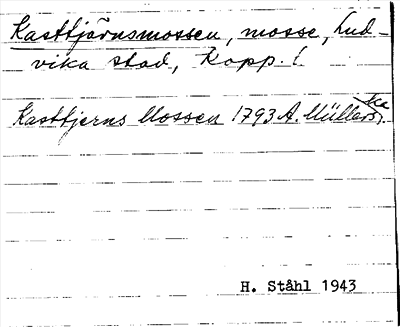 Kasttjärnsmossen, mosse, Lud-
vika stad, Kopp. l.
Kasttjerns Mossen 1793 A. Müllers ka
H. Ståhl 1943